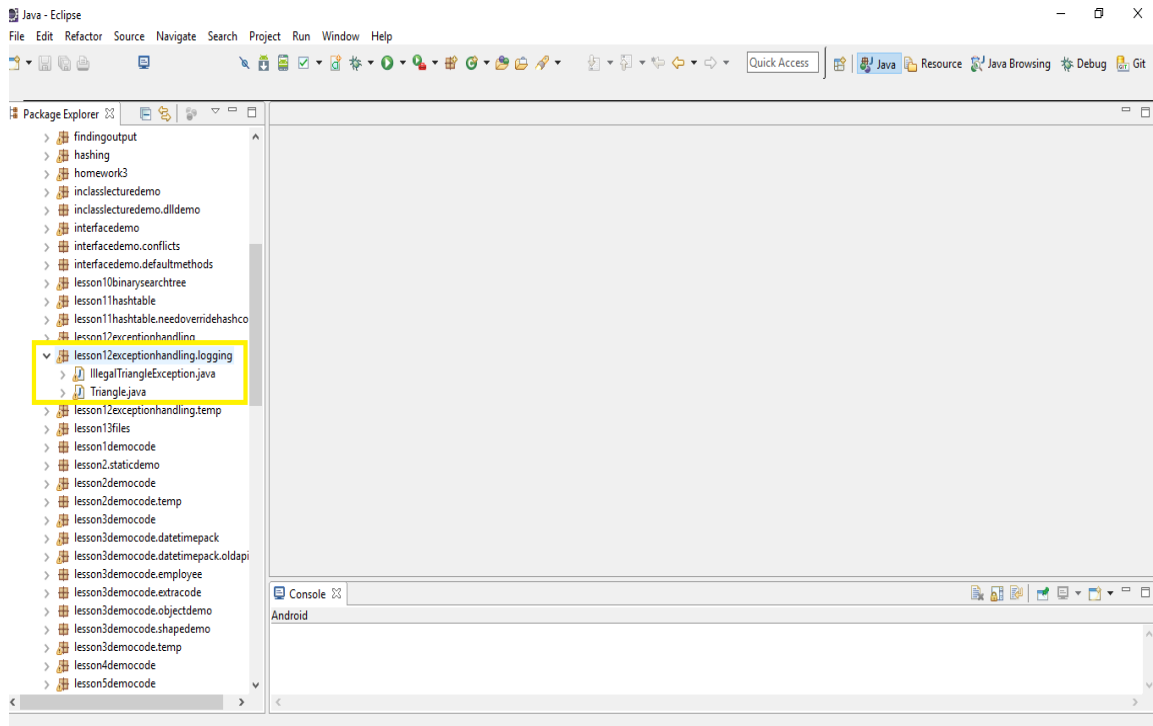 Java - Eclipse
File Edit Refactor Source Navigate Search Project Run Window Help
Quick Access
Java
Resource
Java Browsing
Debug
Git
Package Explorer
findingoutput
hashing
homework3
inclasslecturedemo
inclasslecturedemo.dlldemo
interfacedemo
interfacedemo.conflicts
interfacedemo.defaultmethods
lesson10binarysearchtree
lesson11hashtable
lesson11hashtable.needoverridehashco
lesson12exceptionhandling
lesson12exceptionhandling.logging
IllegalTriangleException.java
Triangle.java
lesson12exceptionhandling.temp
lesson13files
lesson1democode
lesson2.staticdemo
lesson2democode
lesson2democode.temp
lesson3democode
lesson3democode.datetimepack
lesson3democode.datetimepack.oldapi
lesson3democode.employee
lesson3democode.extracode
lesson3democode.objectdemo
lesson3democode.shapedemo
lesson3democode.temp
lesson4democode
lesson5democode
Console
Android